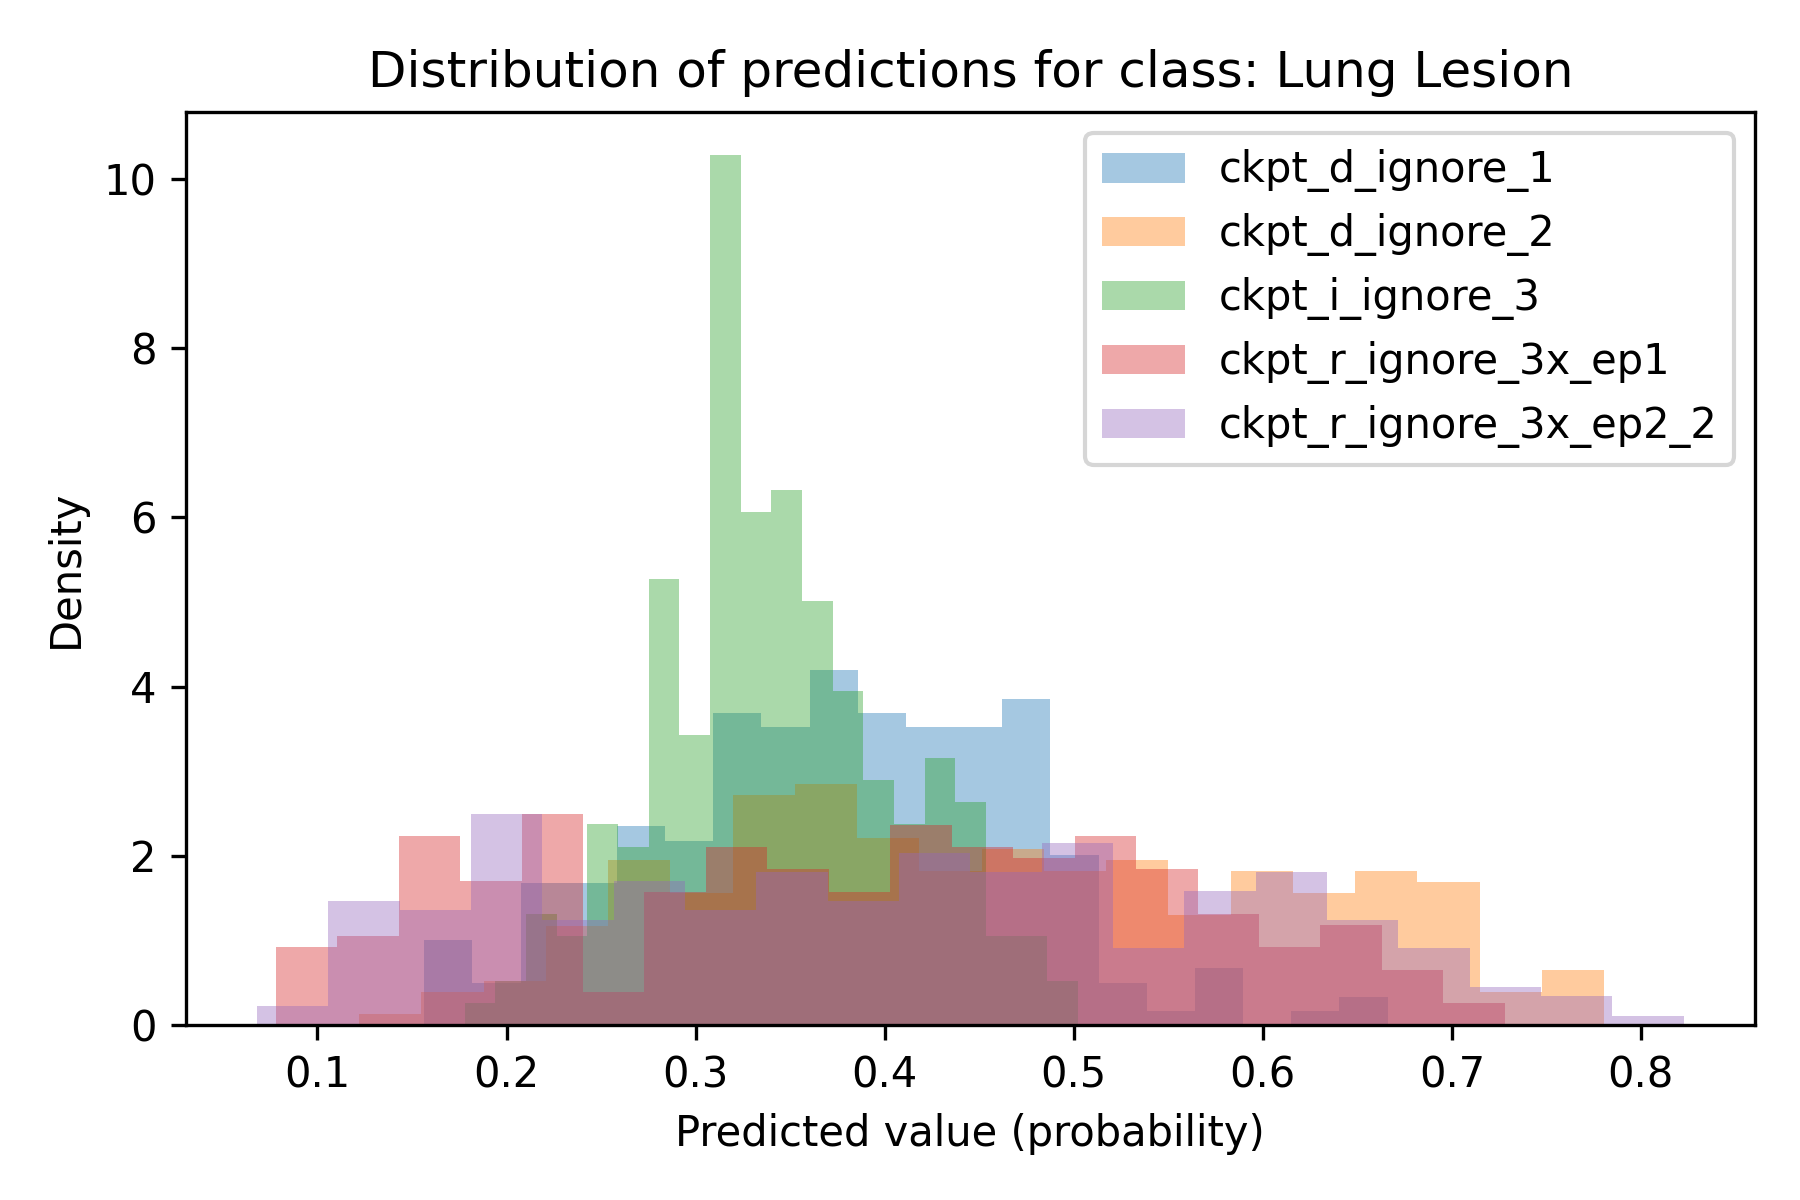 Distribution of predictions for class: Lung Lesion
ckpt_d_ignore_1
ckpt_d_ignore_2
ckpt_i_ignore_3
ckpt_r_ignore_3x_ep1
ckpt_r_ignore_3x_ep2_2
Density
10
8
6
4
2
0
0.1 0.2 0.3 0.4 0.5 0.6 0.7 0.8
Predicted value (probability)